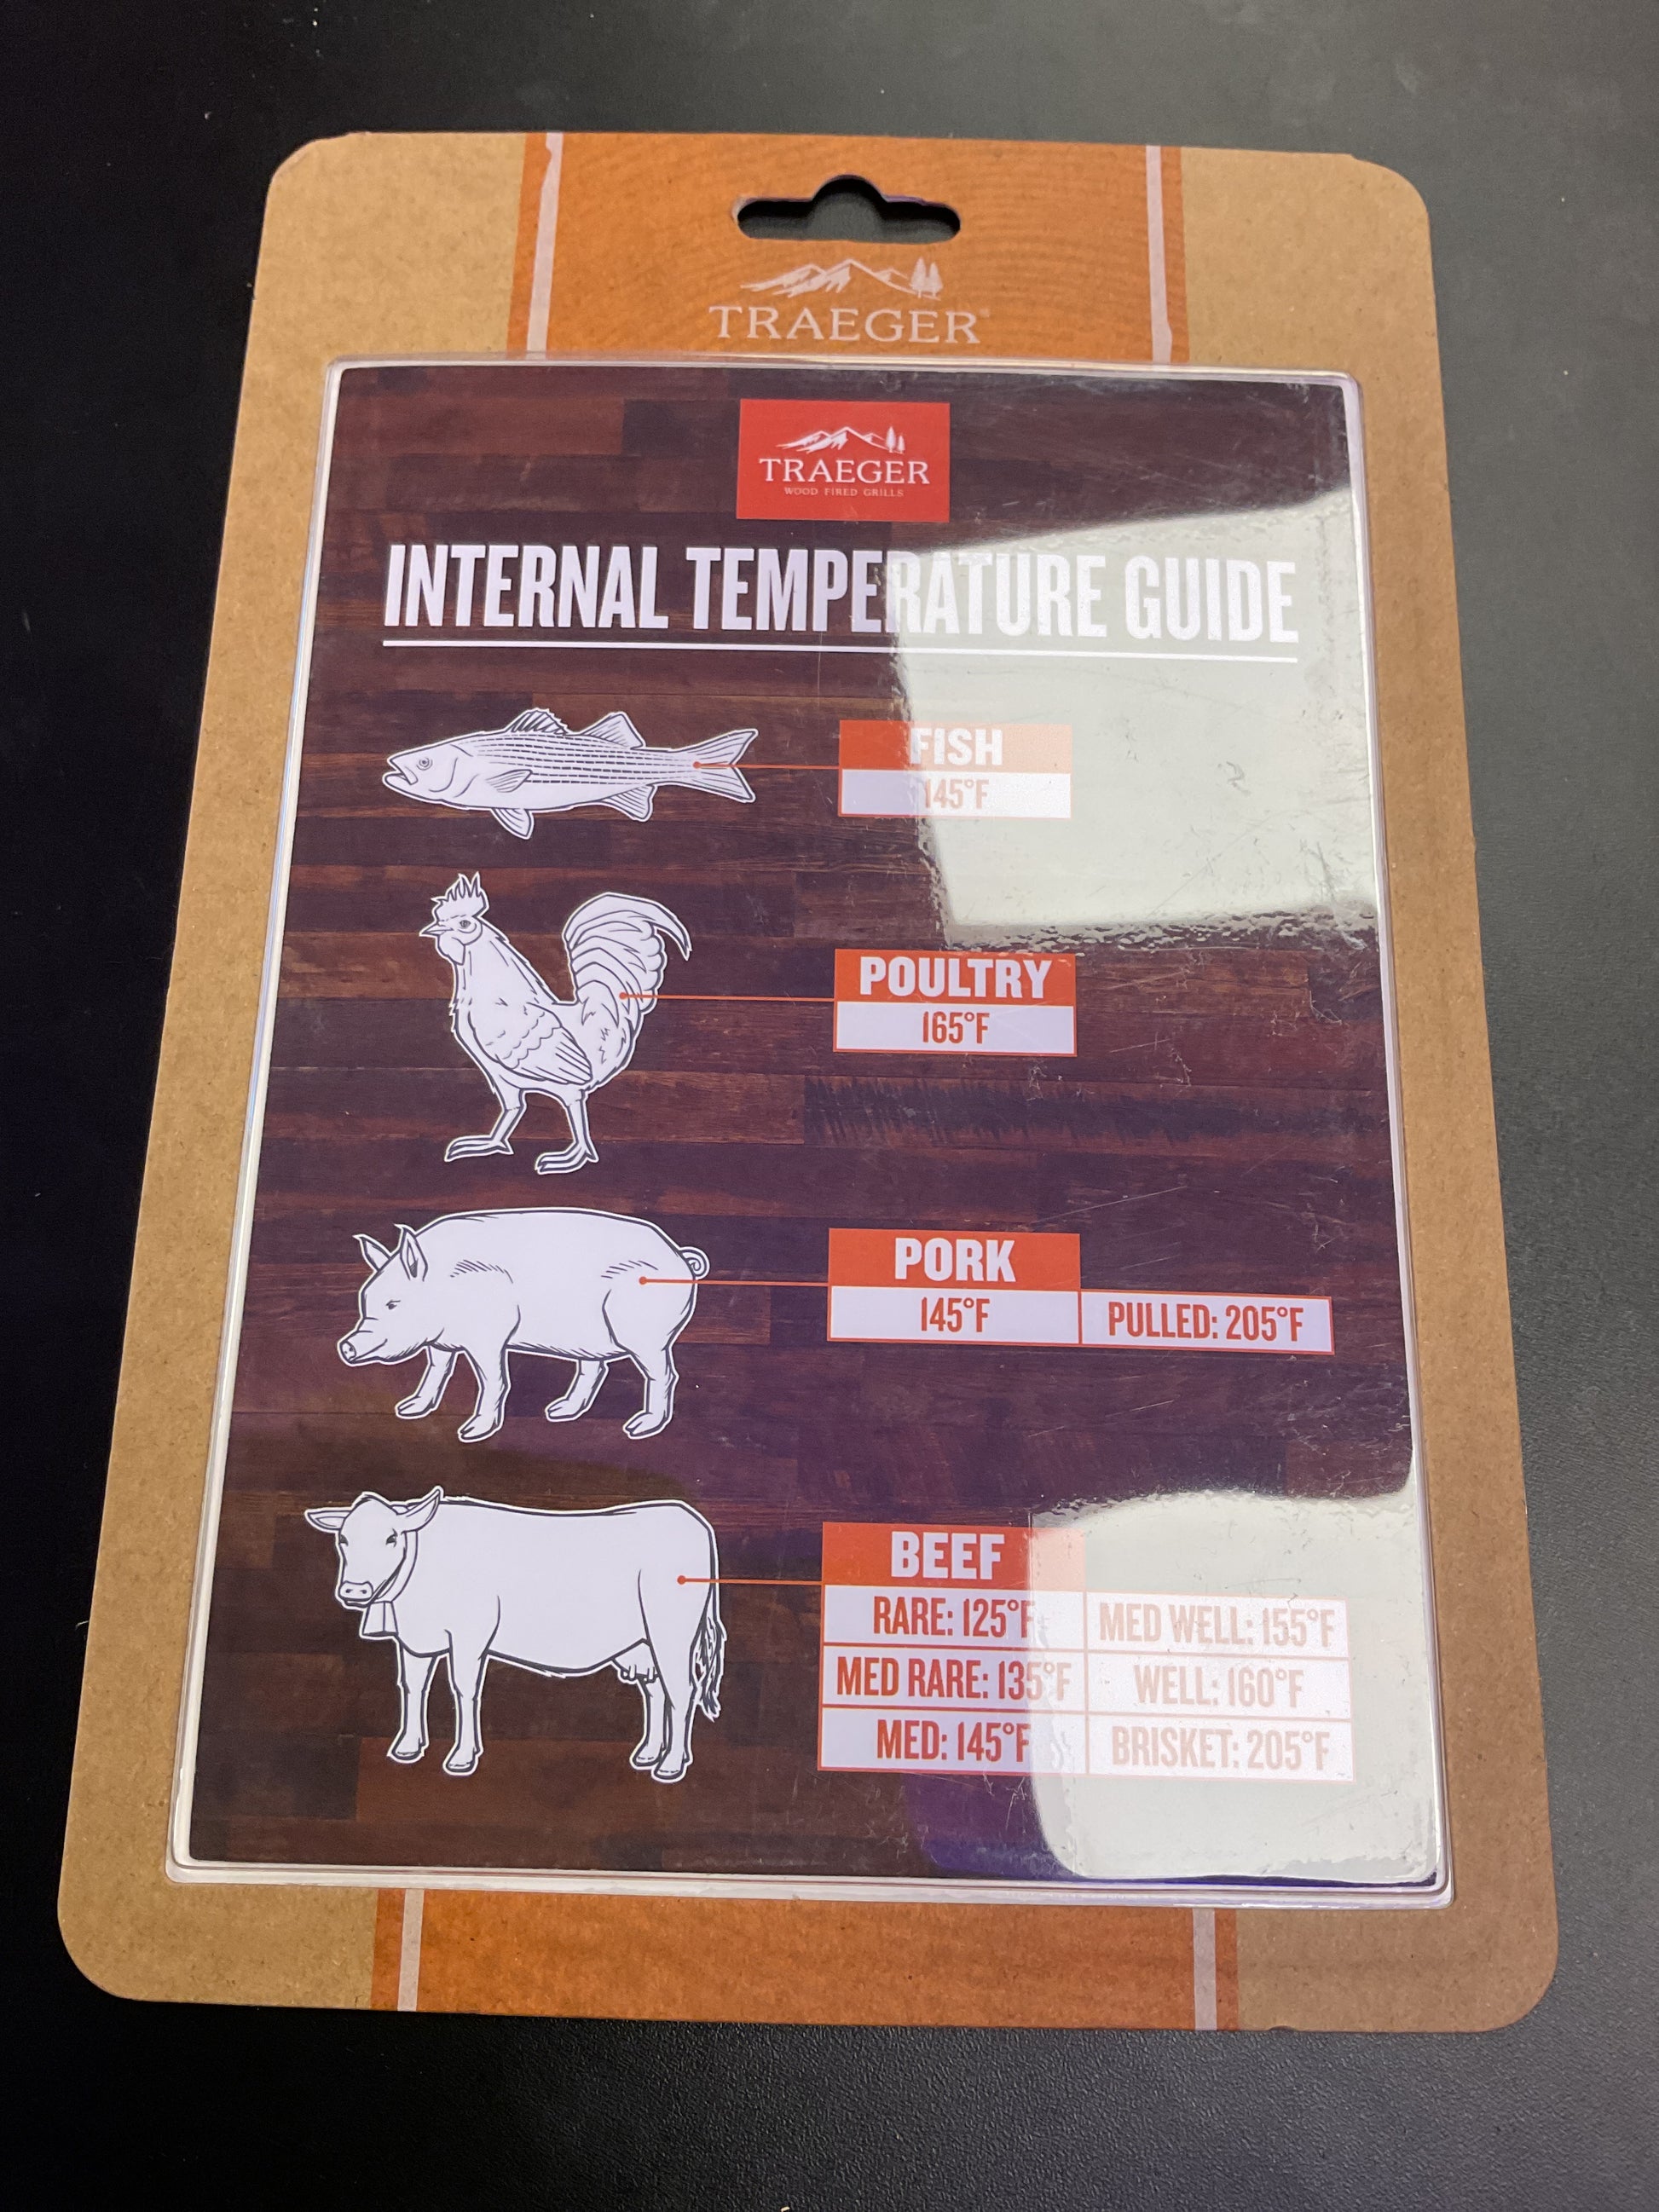 TRAEGER
TRAEGER
WOOD FIRED GRILLS
INTERNAL TEMPERATURE GUIDE
FISH
145°F
POULTRY
165°F
PORK
145°F
PULLED: 205°F
BEEF
RARE: 125°F
MED WELL: 155°F
MED RARE: 135°F
WELL: 160°F
MED: 145°F
BRISKET: 205°F